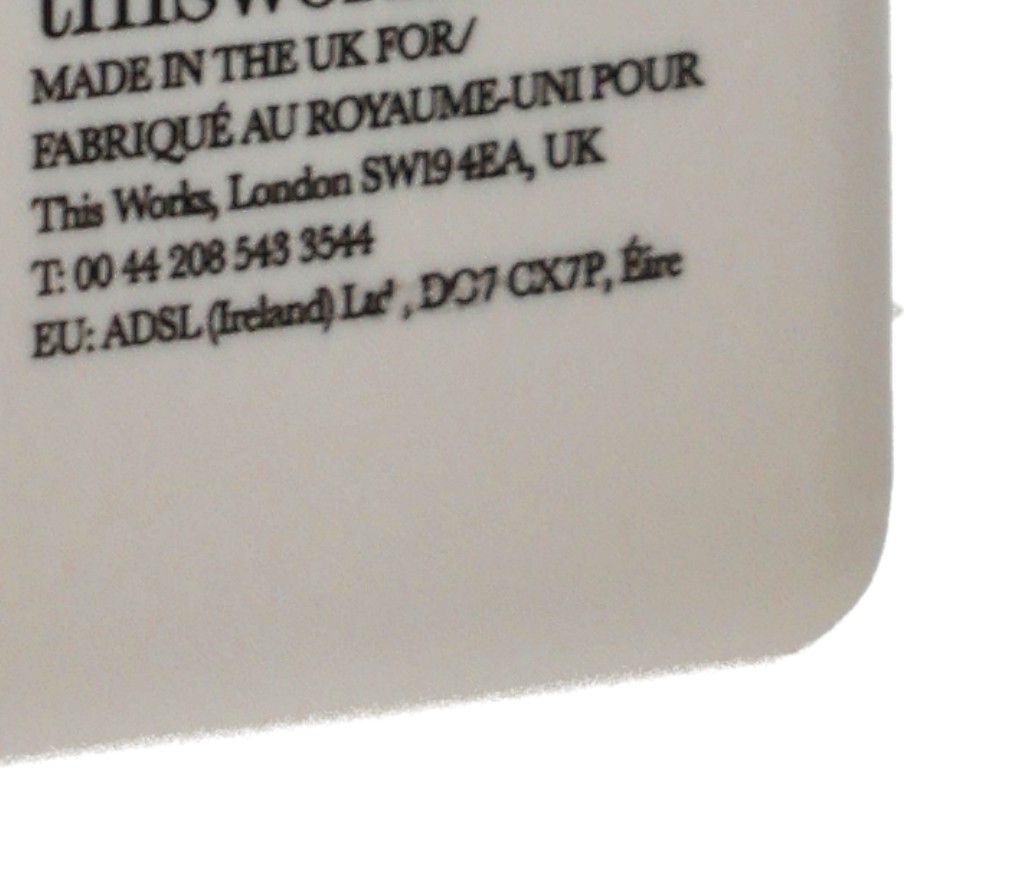 thiswork
MADE IN THE UK FOR/
FABRIQUÉ AU ROYAUME-UNI POUR
This Works, London SW19 4EA, UK
T: 00 44 208 543 3544
EU: ADSL (Ireland) Ltd, CX7P, Éire